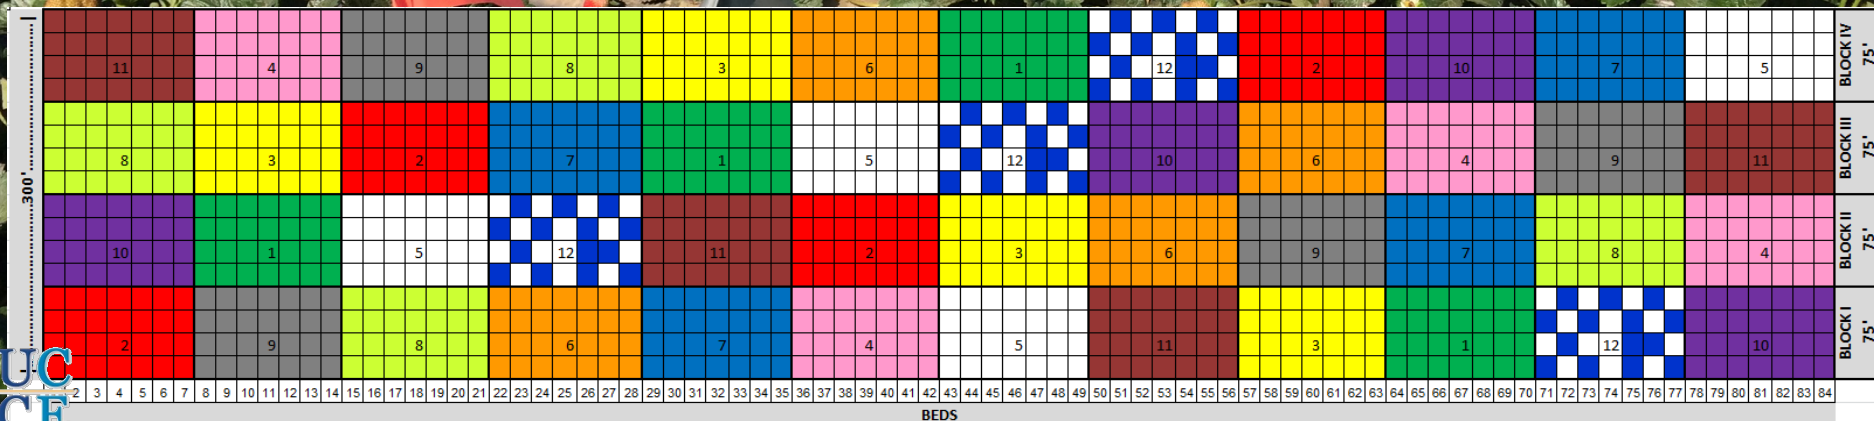 11 4 9 8 3 6 1 12 2 10 7 5 BLOCK IV 75'
8 3 2 7 1 5 12 10 6 4 9 11 BLOCK III 75'
.300'.
10 1 5 12 11 2 3 6 9 7 8 4 BLOCK II 75'
2 9 8 6 7 4 5 11 3 1 12 10 BLOCK I 75'
UC
CE
2 3 4 5 6 7 8 9 10 11 12 13 14 15 16 17 18 19 20 21 22 23 24 25 26 27 28 29 30 31 32 33 34 35 36 37 38 39 40 41 42 43 44 45 46 47 48 49 50 51 52 53 54 55 56 57 58 59 60 61 62 63 64 65 66 67 68 69 70 71 72 73 74 75 76 77 78 79 80 81 82 83 84
BEDS